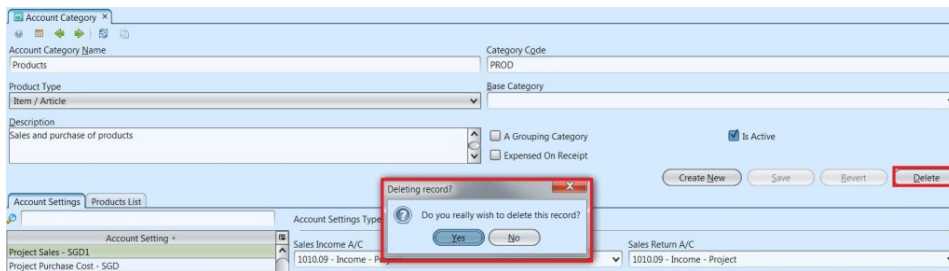 Account Category
Account Category Name
Category Code
Products
PROD
Product Type
Base Category
Item / Article
Description
Sales and purchase of products
A Grouping Category
Is Active
Expensed On Receipt
Create New
Save
Revert
Delete
Deleting record?
Do you really wish to delete this record?
Yes
No
Account Settings
Products List
Account Settings Type
Account Setting
Sales Income A/C
Sales Return A/C
Project Sales - SGD1
1010.09 - Income - 
1010.09 - Income - Project
Project Purchase Cost - SGD